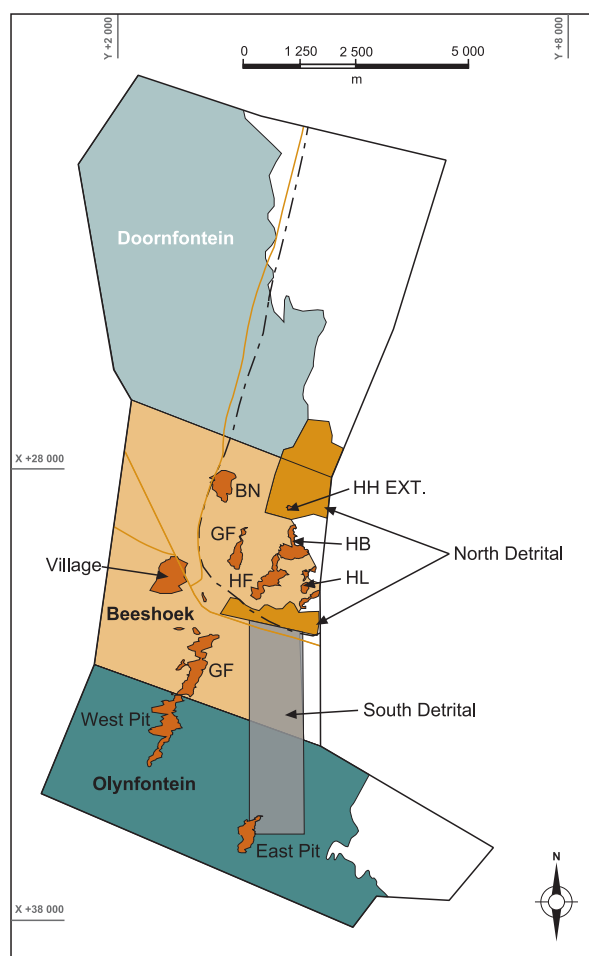 Y +2 000
Y +8 000
0 1 250 2 500 5 000
m
Doornfontein
X +28 000
BN
HH EXT.
GF
HB
North Detrital
Village
HF
HL
Beeshoek
GF
South Detrital
West Pit
Olynfontein
East Pit
N
X +38 000